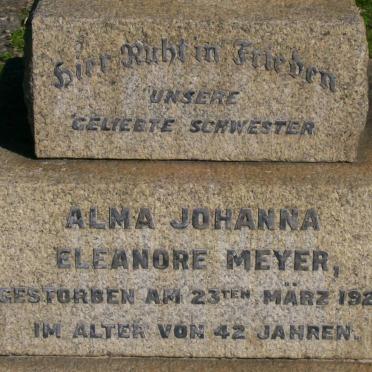 Hier Ruht in Frieden
UNSERE
GELIEBTE SCHWESTER
ALMA JOHANNA
ELEANORE MEYER,
GESTORBEN AM 23TEN MÄRZ
IM ALTER VON 42 JAHREN.